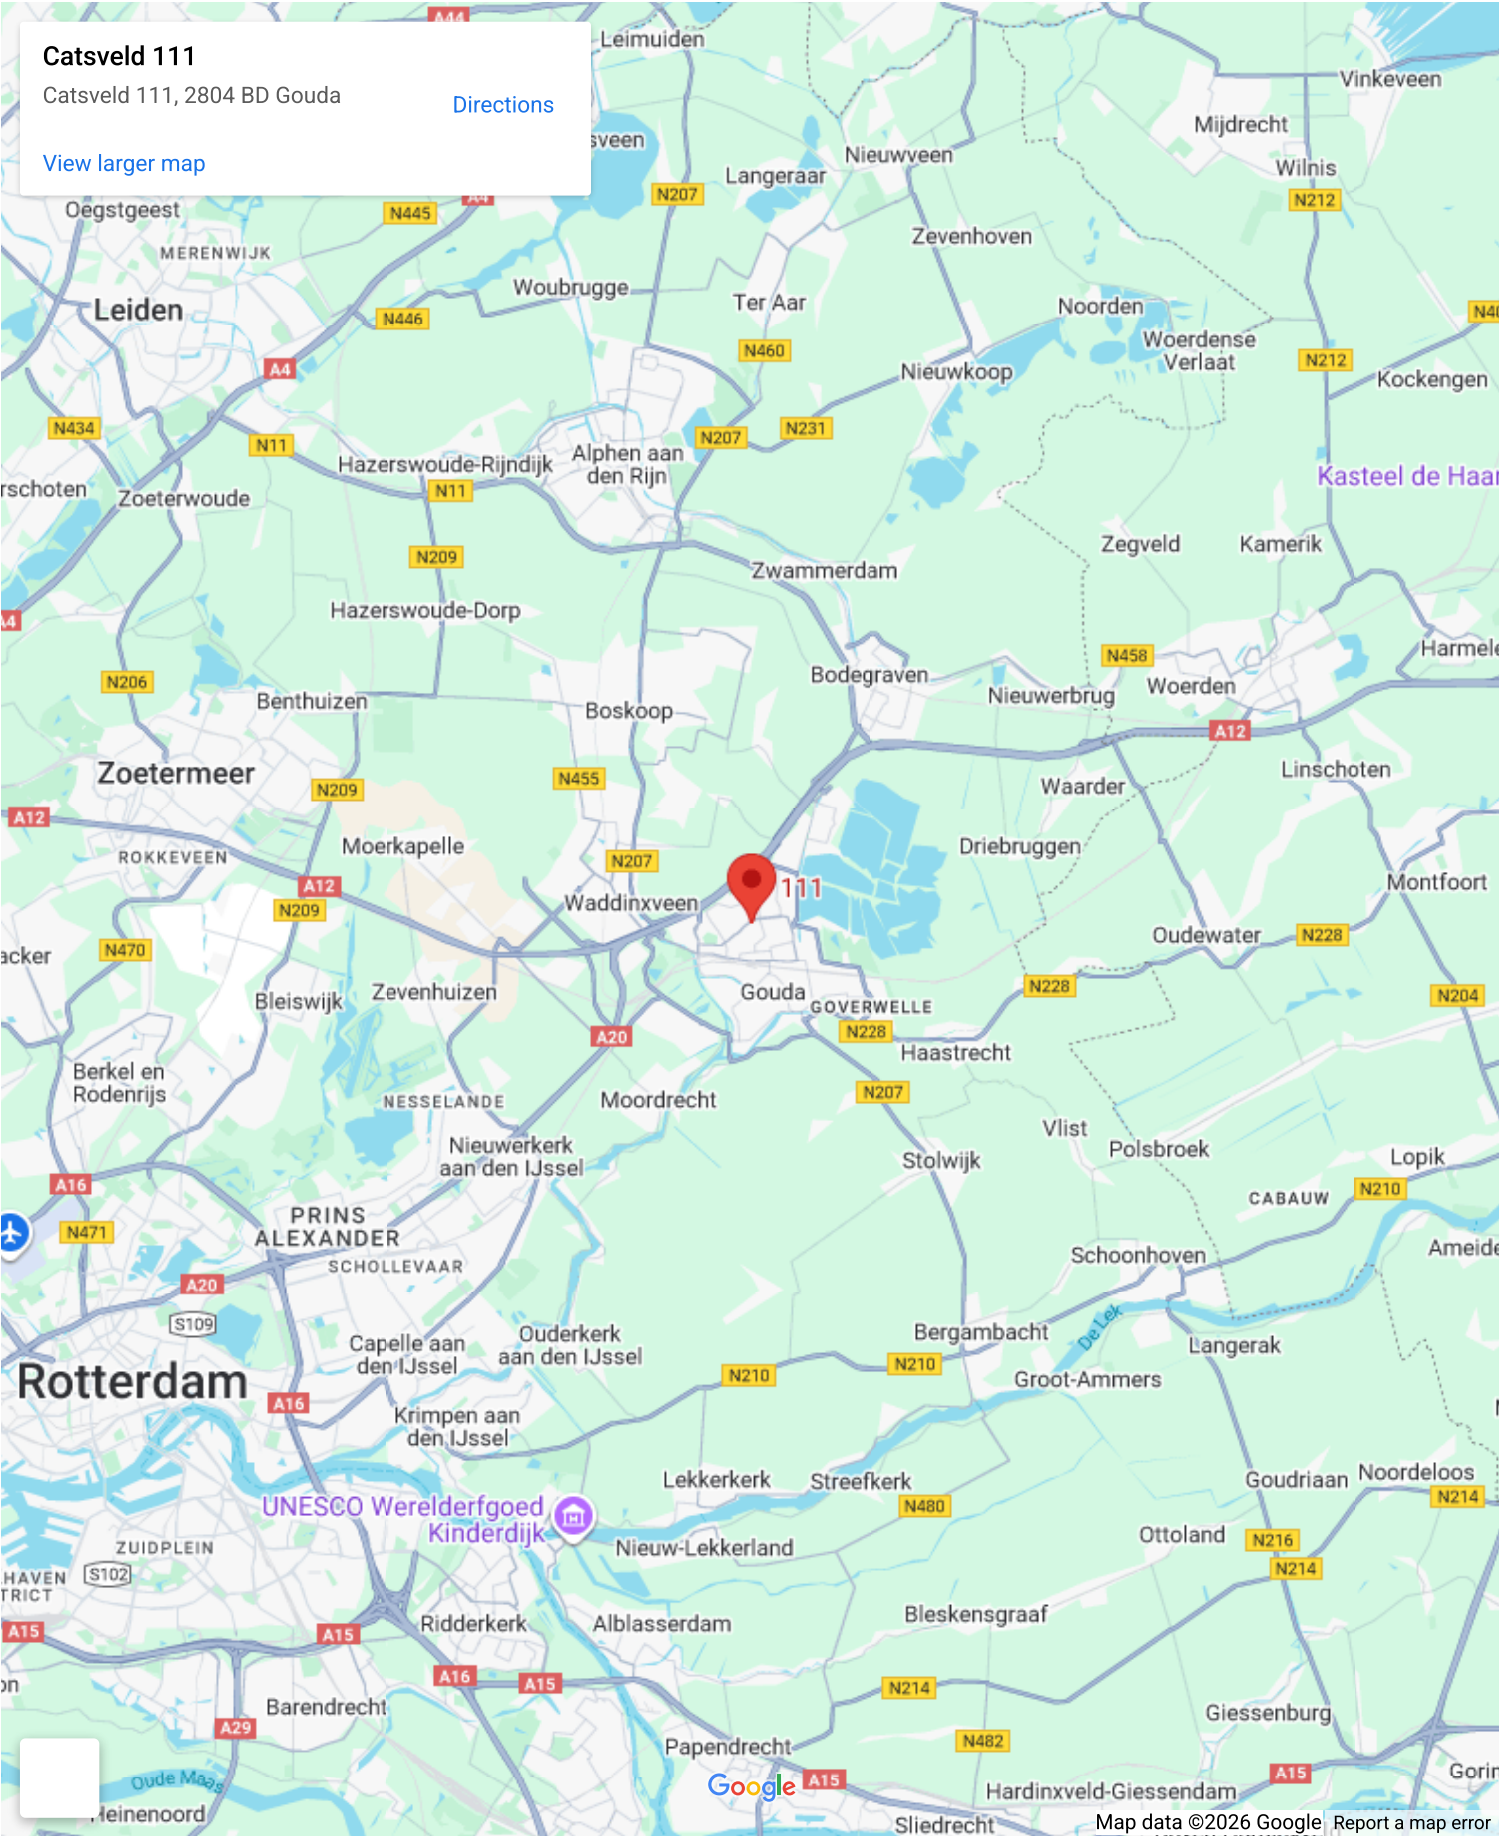 Catsveld 111
Catsveld 111, 2804 BD Gouda
Directions
View larger map
A44
Leimuiden
Vinkeveen
Mijdrecht
sveen
Nieuwveen
Langeraar
Wilnis
N207
N212
A4
Oegstgeest
N445
MERENWIJK
Zevenhoven
Woubrugge
Ter Aar
Noorden
Leiden
N446
Woerdense
Verlaat
N460
N212
A4
Nieuwkoop
Kockengen
N434
N11
N207
N231
Hazerswoude-Rijndijk
Alphen aan
den Rijn
Kasteel de Haar
rschoten
Zoeterwoude
N11
N209
Zegveld
Kamerik
Zwammerdam
Hazerswoude-Dorp
A4
N458
Harmele
Bodegraven
N206
Woerden
Nieuwerbrug
Benthuizen
Boskoop
A12
Zoetermeer
Linschoten
N455
N209
Waarder
A12
Moerkapelle
Driebruggen
ROKKEVEEN
N207
111
A12
Montfoort
Waddinxveen
N209
Oudewater
N228
N470
acker
N228
Zevenhuizen
Gouda
N204
Bleiswijk
GOVERWELLE
N228
A20
Haastrecht
Berkel en
Rodenrijs
N207
NESSELANDE
Moordrecht
Vlist
Polsbroek
Nieuwerkerk
aan den IJssel
Stolwijk
Lopik
A16
N210
CABAUW
PRINS
ALEXANDER
N471
Schoonhoven
Ameide
SCHOLLEVAAR
A20
S109
De Lek
Bergambacht
Ouderkerk
aan den IJssel
Capelle aan
den IJssel
Langerak
N210
N210
Groot-Ammers
Rotterdam
A16
Krimpen aan
den IJssel
Lekkerkerk
Streefkerk
Goudriaan
Noordeloos
N214
UNESCO Werelderfgoed
Kinderdijk
N480
ZUIDPLEIN
Nieuw-Lekkerland
Ottoland
N216
S102
N214
HAVEN
TRICT
Bleskensgraaf
A15
A15
Ridderkerk
Alblasserdam
A16
A15
N214
on
Barendrecht
Giessenburg
A29
N482
Papendrecht
A15
A15
Gorin
Oude Maas
Google
Hardinxveld-Giessendam
Heinenoord
Sliedrecht
Map data ©2026 Google
Report a map error